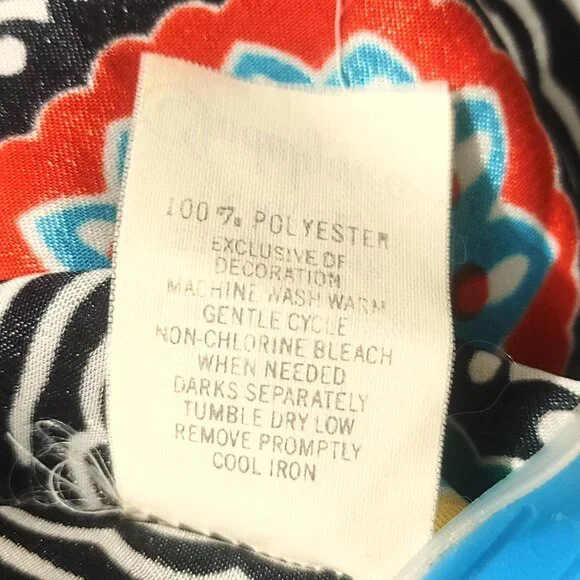 100% POLYESTER
EXCLUSIVE OF
DECORATION
MACHINE WASH WARM
GENTLE CYCLE
NON-CHLORINE BLEACH
WHEN NEEDED
DARKS SEPARATELY
TUMBLE DRY LOW
REMOVE PROMPTLY
COOL IRON